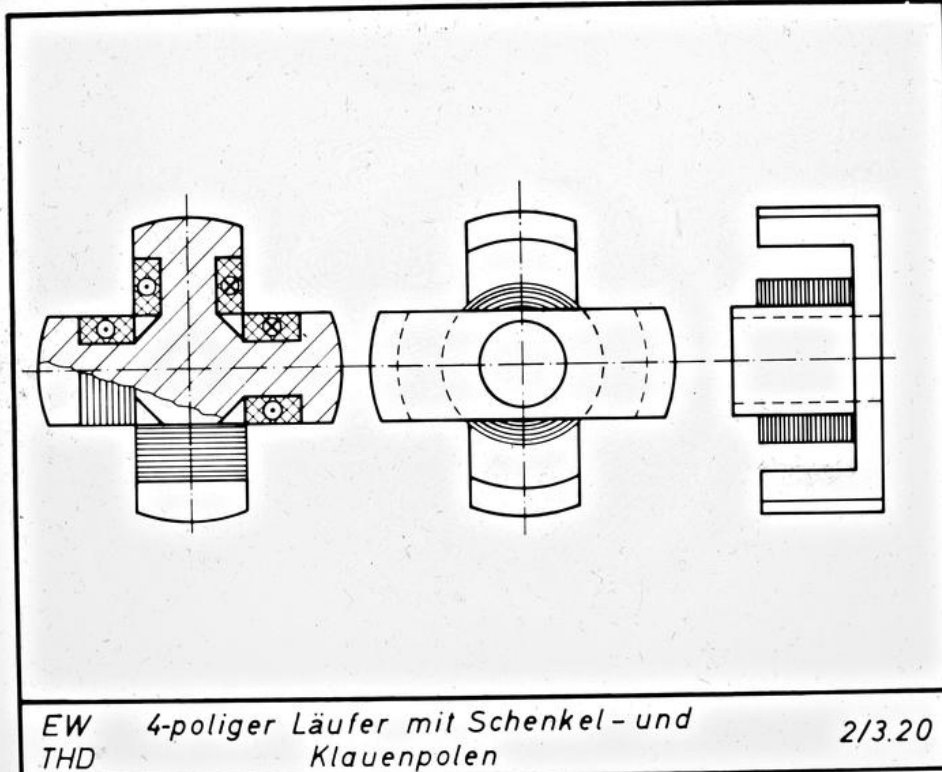 EW 4-poliger Läufer mit Schenkel- und 2/3.20
THD Klauenpolen